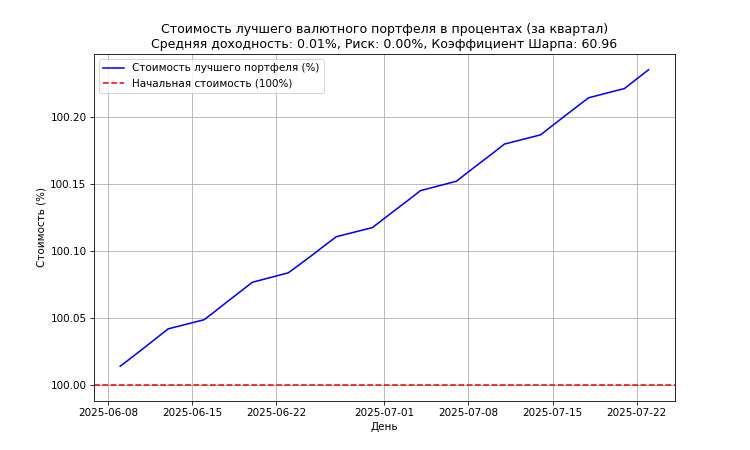 Стоимость лучшего валютного портфеля в процентах (за квартал)
Средняя доходность: 0.01%, Риск: 0.00%, Коэффициент Шарпа: 60.96
Стоимость лучшего портфеля (%)
Начальная стоимость (100%)
Стоимость (%)
100.20
100.15
100.10
100.05
100.00
2025-06-08 2025-06-15 2025-06-22 2025-07-01 2025-07-08 2025-07-15 2025-07-22
День